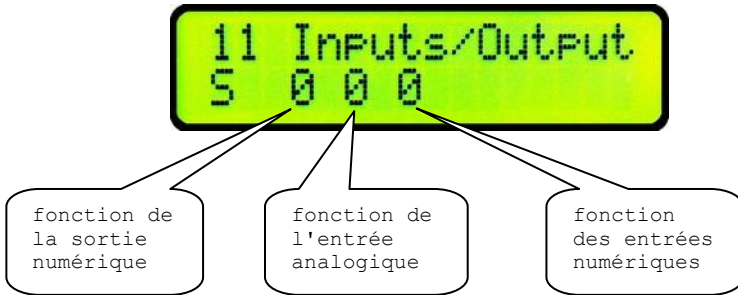 11 Inputs/Output
S 0 0 0
fonction de
la sortie
numérique
fonction de
l'entrée
analogique
fonction
des entrées
numériques